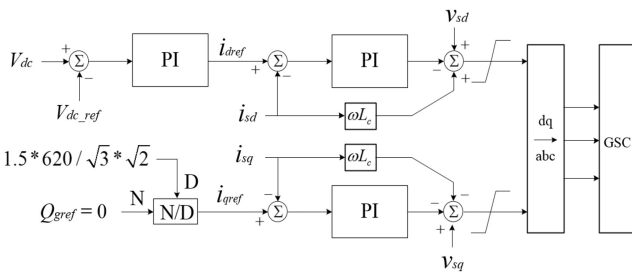 v_sd
V_dc + Σ − PI i_dref + Σ − PI − Σ + +
V_dc_ref
i_sd ωL_c
dq
abc
GSC
1.5*620/√3*√2
D
i_sq ωL_c
Q_gref = 0 N N/D i_qref + Σ − PI − Σ − +
v_sq